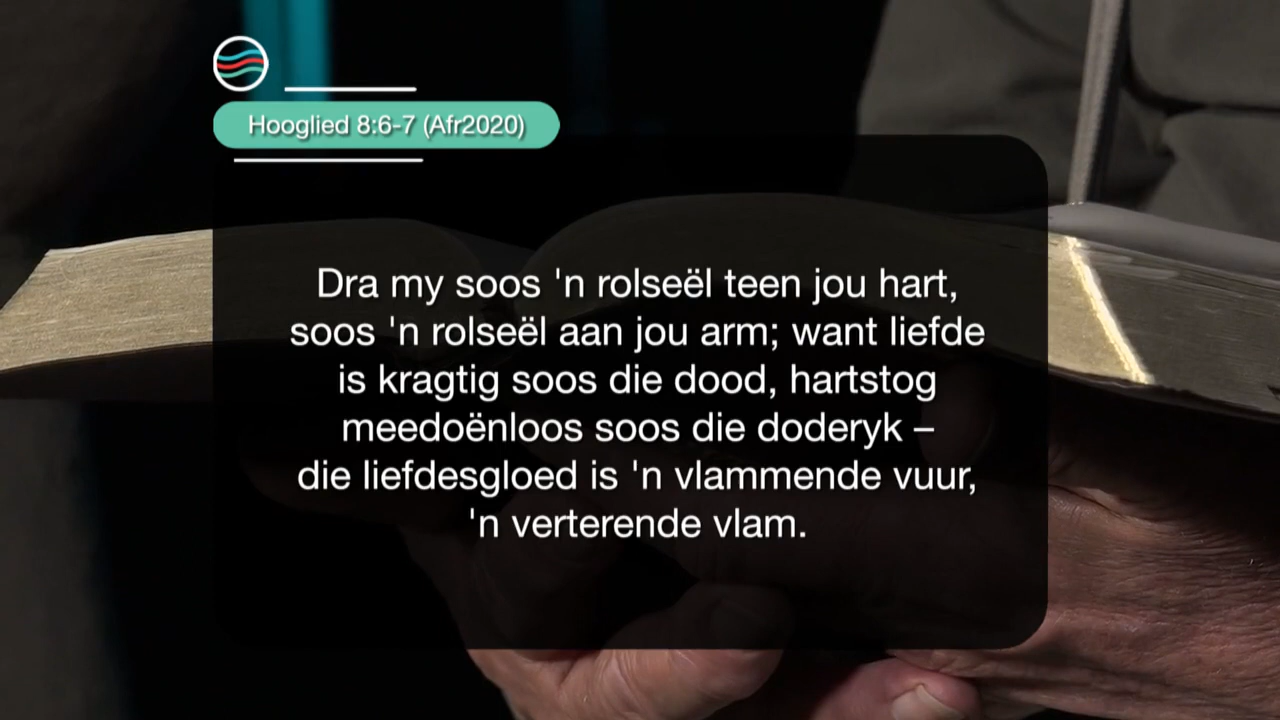 Hooglied 8:6-7 (Afr2020)
Dra my soos 'n rolseël teen jou hart,
soos 'n rolseël aan jou arm; want liefde
is kragtig soos die dood, hartstog
meedoënloos soos die doderyk –
die liefdesgloed is 'n vlammende vuur,
'n verterende vlam.